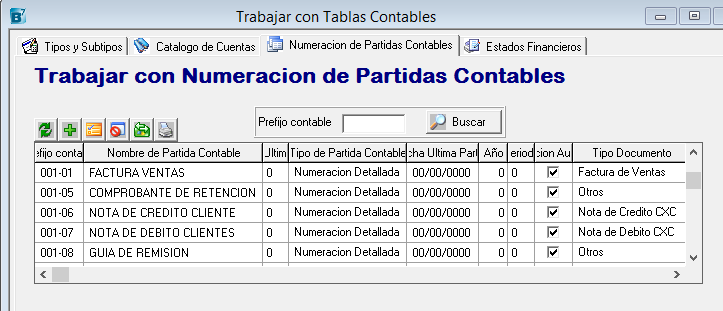 Trabajar con Tablas Contables
Tipos y Subtipos Catalogo de Cuentas Numeracion de Partidas Contables Estados Financieros
Trabajar con Numeracion de Partidas Contables
Prefijo contable Buscar
efijo conta Nombre de Partida Contable Ultim Tipo de Partida Contable cha Ultima Part Año eriod cion Au Tipo Documento
001-01 FACTURA VENTAS 0 Numeracion Detallada 00/00/0000 0 0 Factura de Ventas
001-05 COMPROBANTE DE RETENCION 0 Numeracion Detallada 00/00/0000 0 0 Otros
001-06 NOTA DE CREDITO CLIENTE 0 Numeracion Detallada 00/00/0000 0 0 Nota de Credito CXC
001-07 NOTA DE DEBITO CLIENTES 0 Numeracion Detallada 00/00/0000 0 0 Nota de Debito CXC
001-08 GUIA DE REMISION 0 Numeracion Detallada 00/00/0000 0 0 Otros